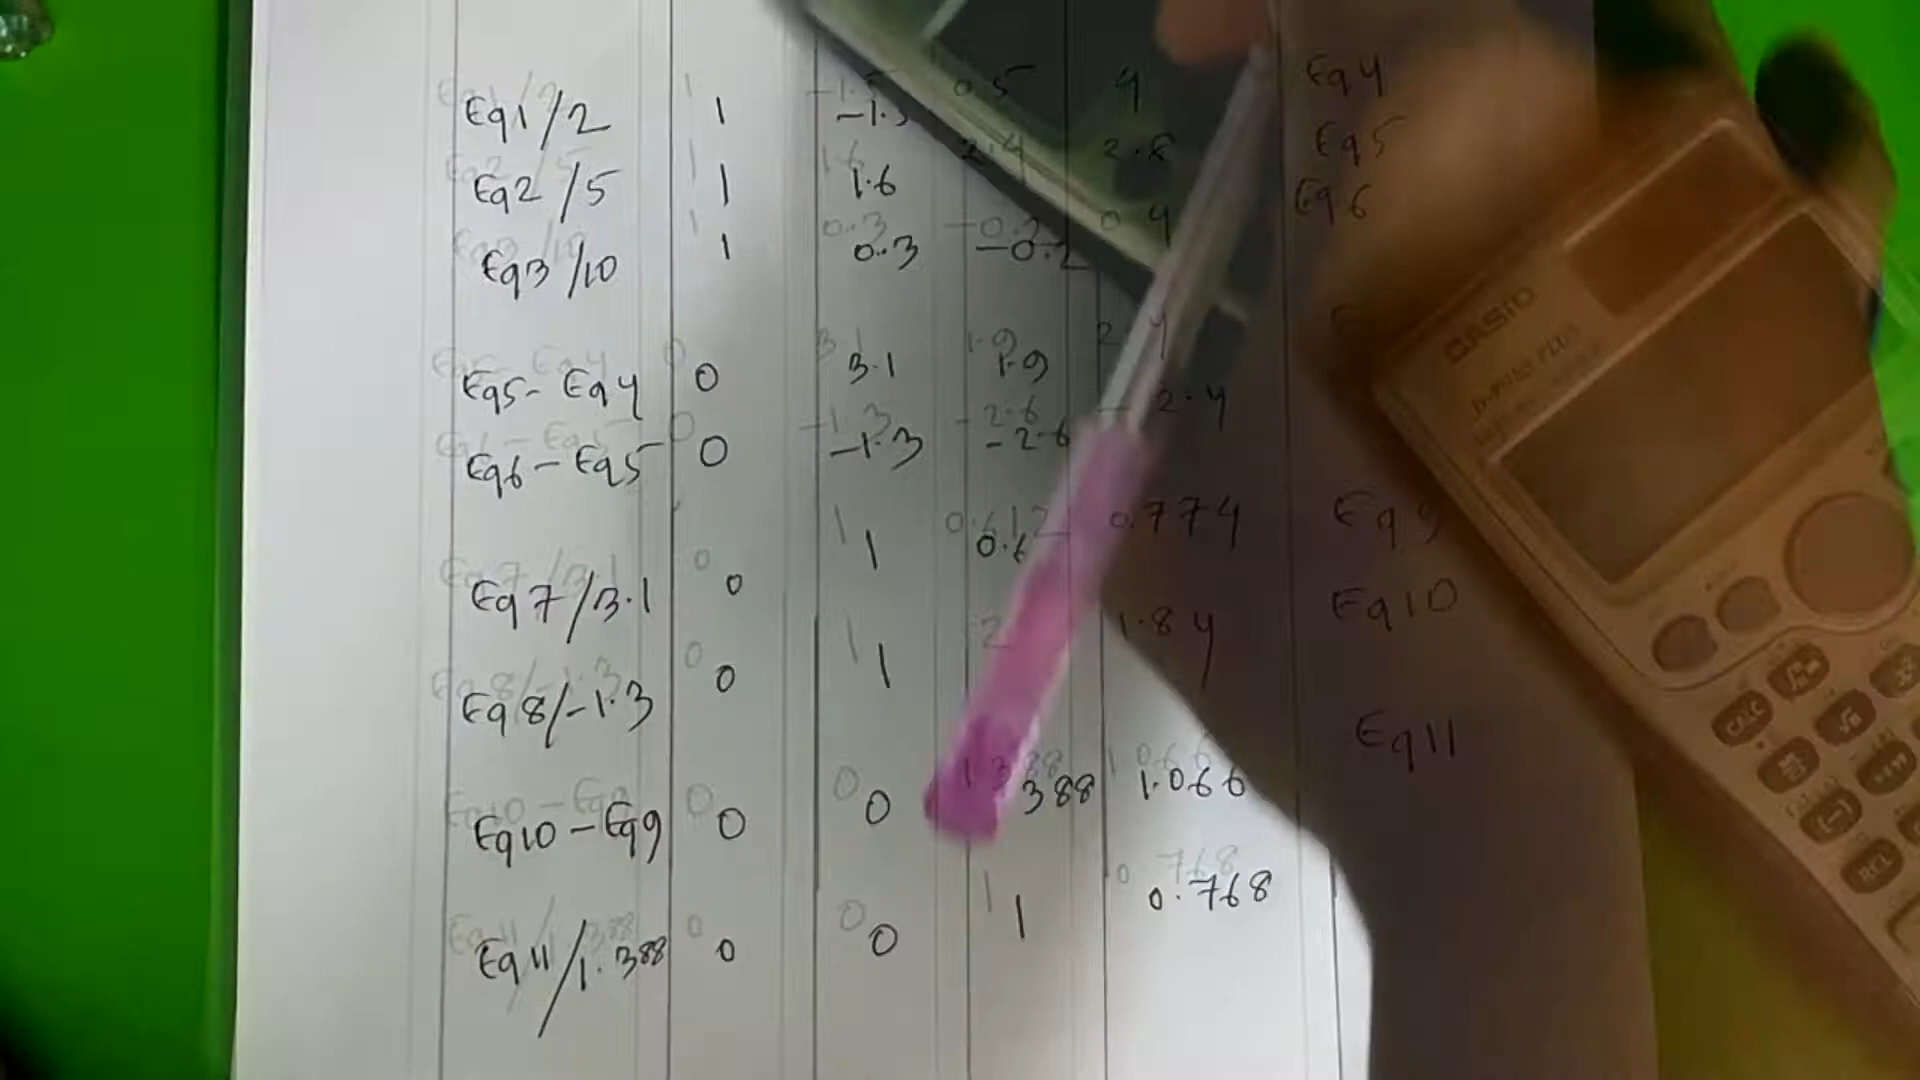 Eq1/2 1 -1.5 0.5 4 Eq4
Eq2/5 1 1.6 2.4 2.8 Eq5
Eq3/10 1 0.3 -0.2 0.4 Eq6
Eq5-Eq4 0 3.1 1.9
Eq6-Eq5 0 -1.3 -2.6 -2.4
Eq7/3.1 0 1 0.612 0.774 Eq9
Eq8/-1.3 0 1 2 1.84 Eq10
Eq10-Eq9 0 0 1.388 1.066 Eq11
Eq11/1.388 0 0 1 0.768
CASIO
CALC
RCL